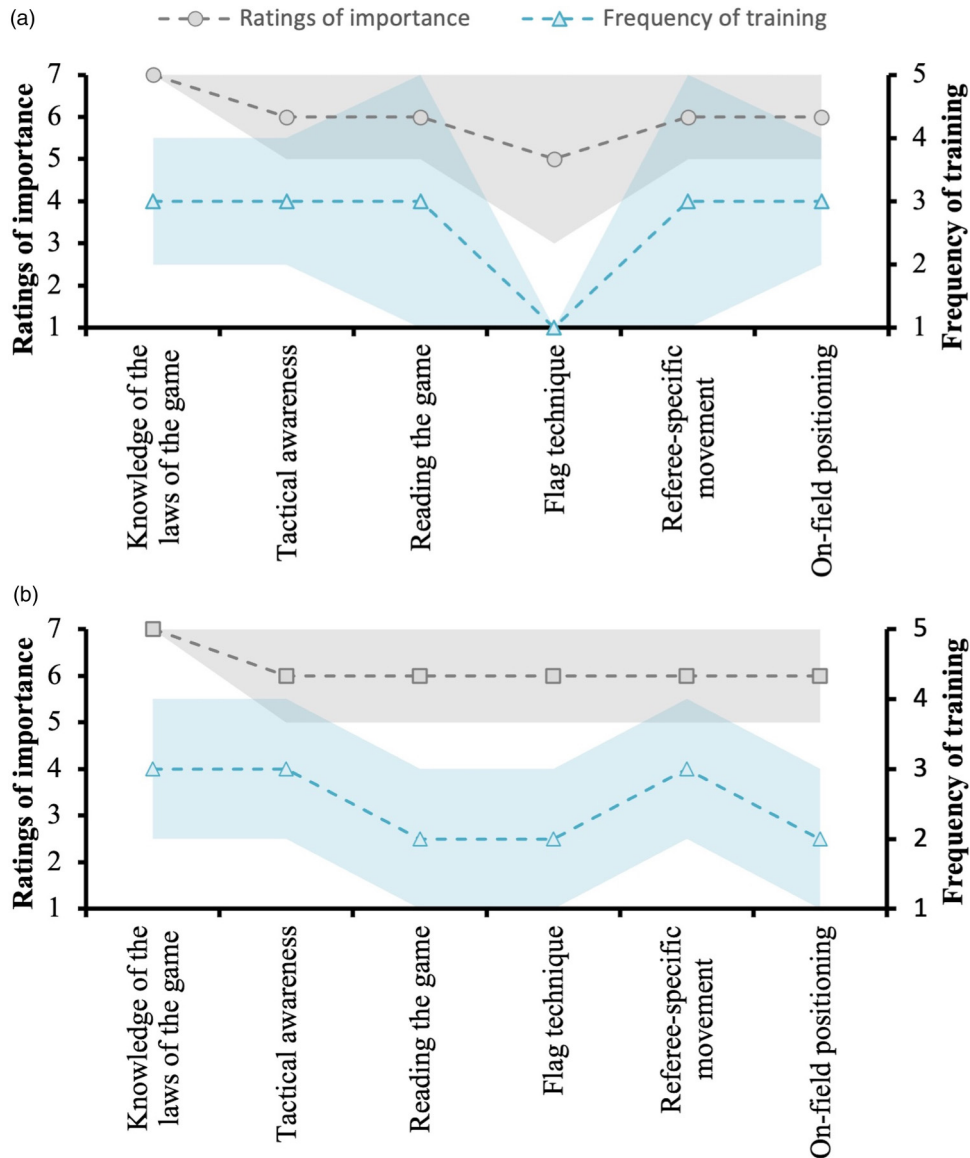 (a)
Ratings of importance
Frequency of training
7
6
5
4
3
2
1
Ratings of importance
5
4
3
2
1
Frequency of training
Knowledge of the
laws of the game
Tactical awareness
Reading the game
Flag technique
Referee-specific
movement
On-field positioning
(b)
7
6
5
4
3
2
1
Ratings of importance
5
4
3
2
1
Frequency of training
Knowledge of the
laws of the game
Tactical awareness
Reading the game
Flag technique
Referee-specific
movement
On-field positioning